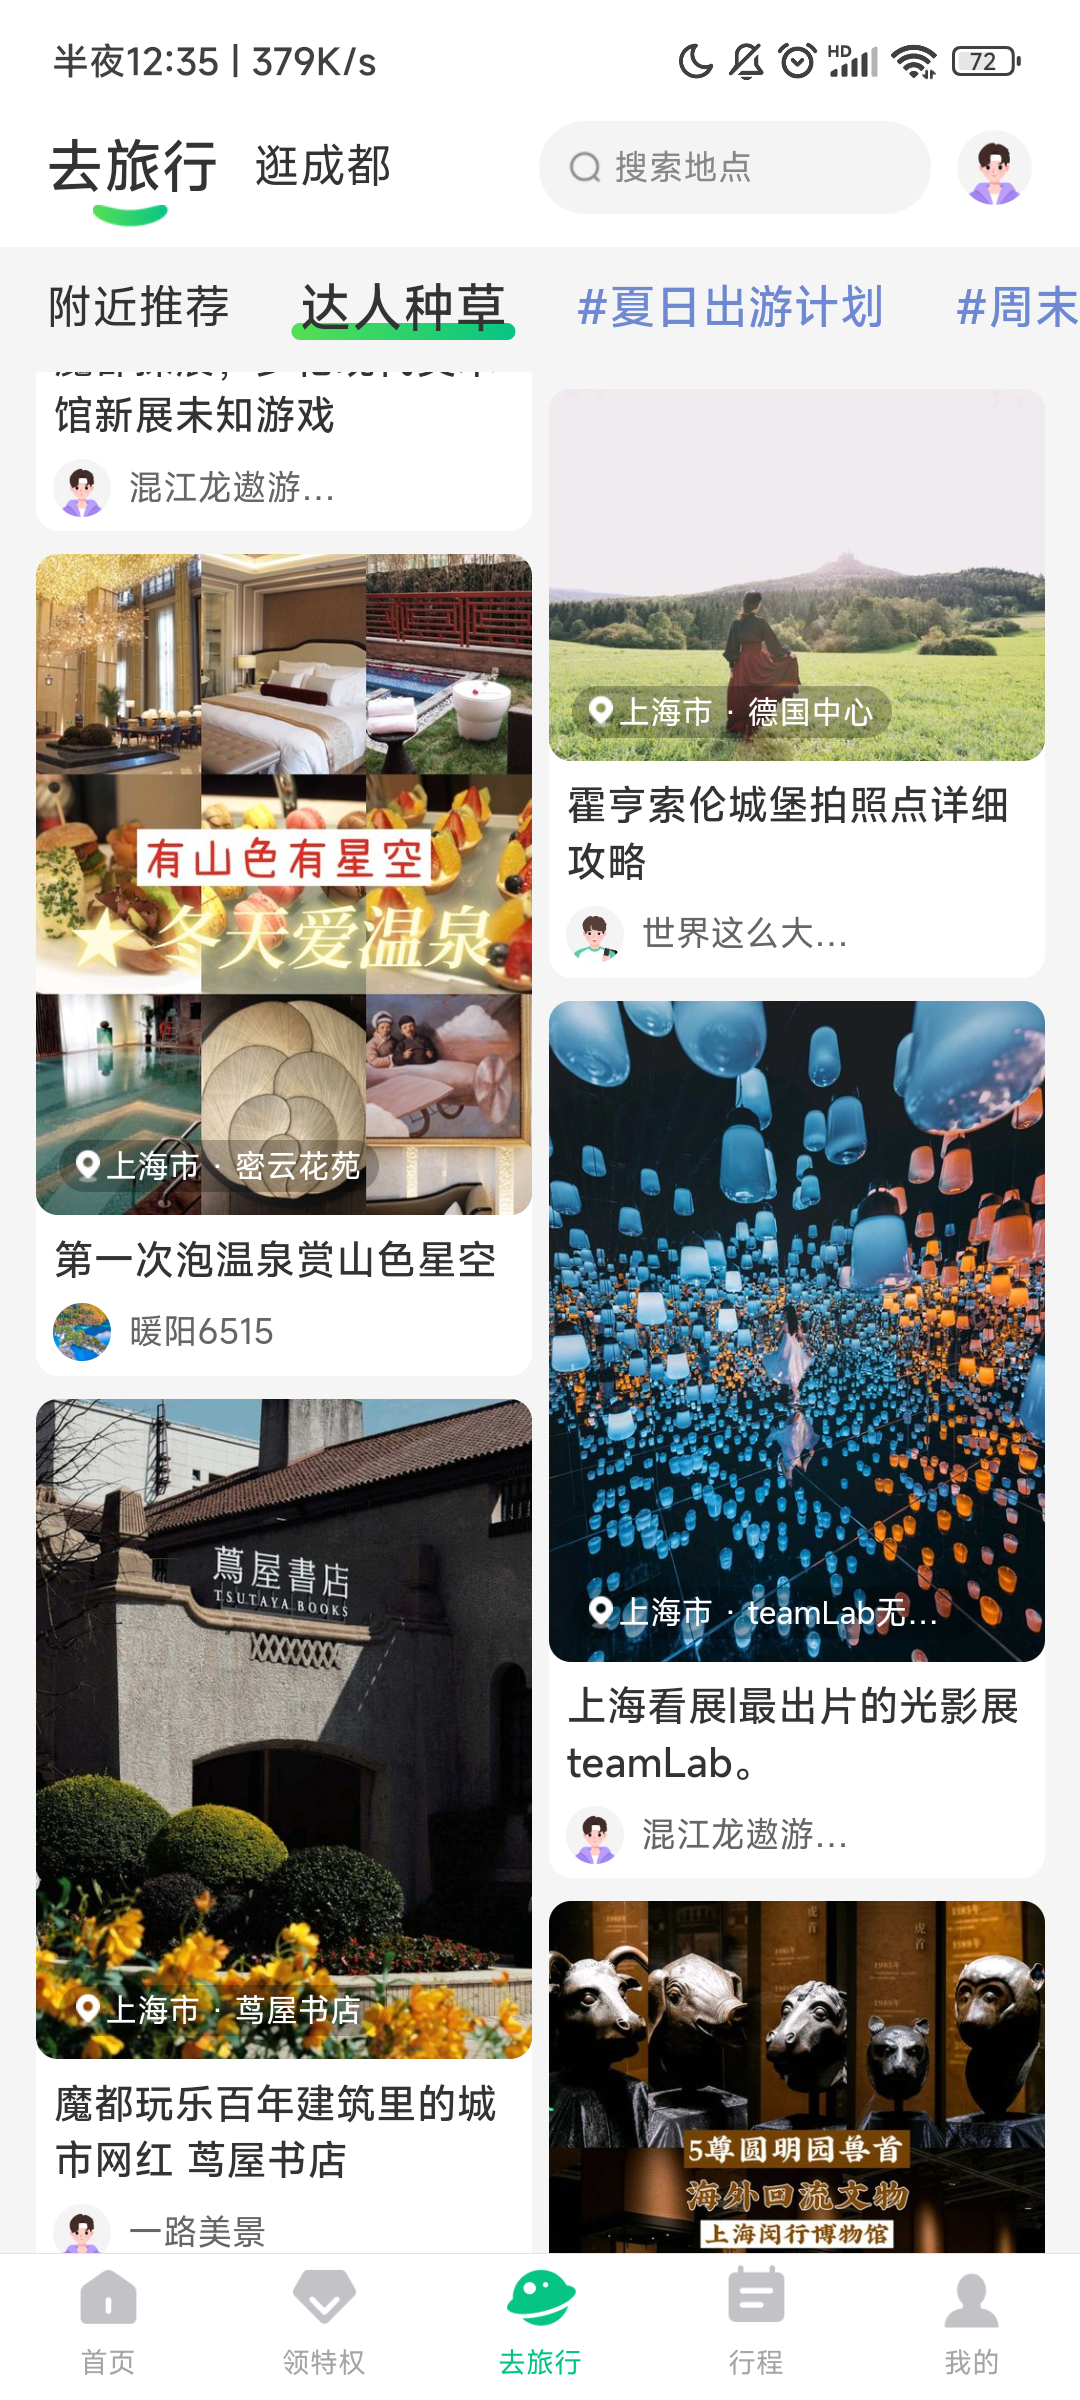 半夜12:35 | 379K/s
HD
72
去旅行
逛成都
搜索地点
附近推荐
达人种草
#夏日出游计划
#周末
馆新展未知游戏
混江龙遨游...
有山色有星空
冬天爱温泉
上海市 · 密云花苑
第一次泡温泉赏山色星空
暖阳6515
蔦屋書店
TSUTAYA BOOKS
上海市 · 茑屋书店
魔都玩乐百年建筑里的城
市网红 茑屋书店
一路美景
上海市 · 德国中心
霍亨索伦城堡拍照点详细
攻略
世界这么大...
上海市 · teamLab无...
上海看展|最出片的光影展
teamLab。
混江龙遨游...
5尊圆明园兽首
海外回流文物
上海闵行博物馆
首页
领特权
去旅行
行程
我的